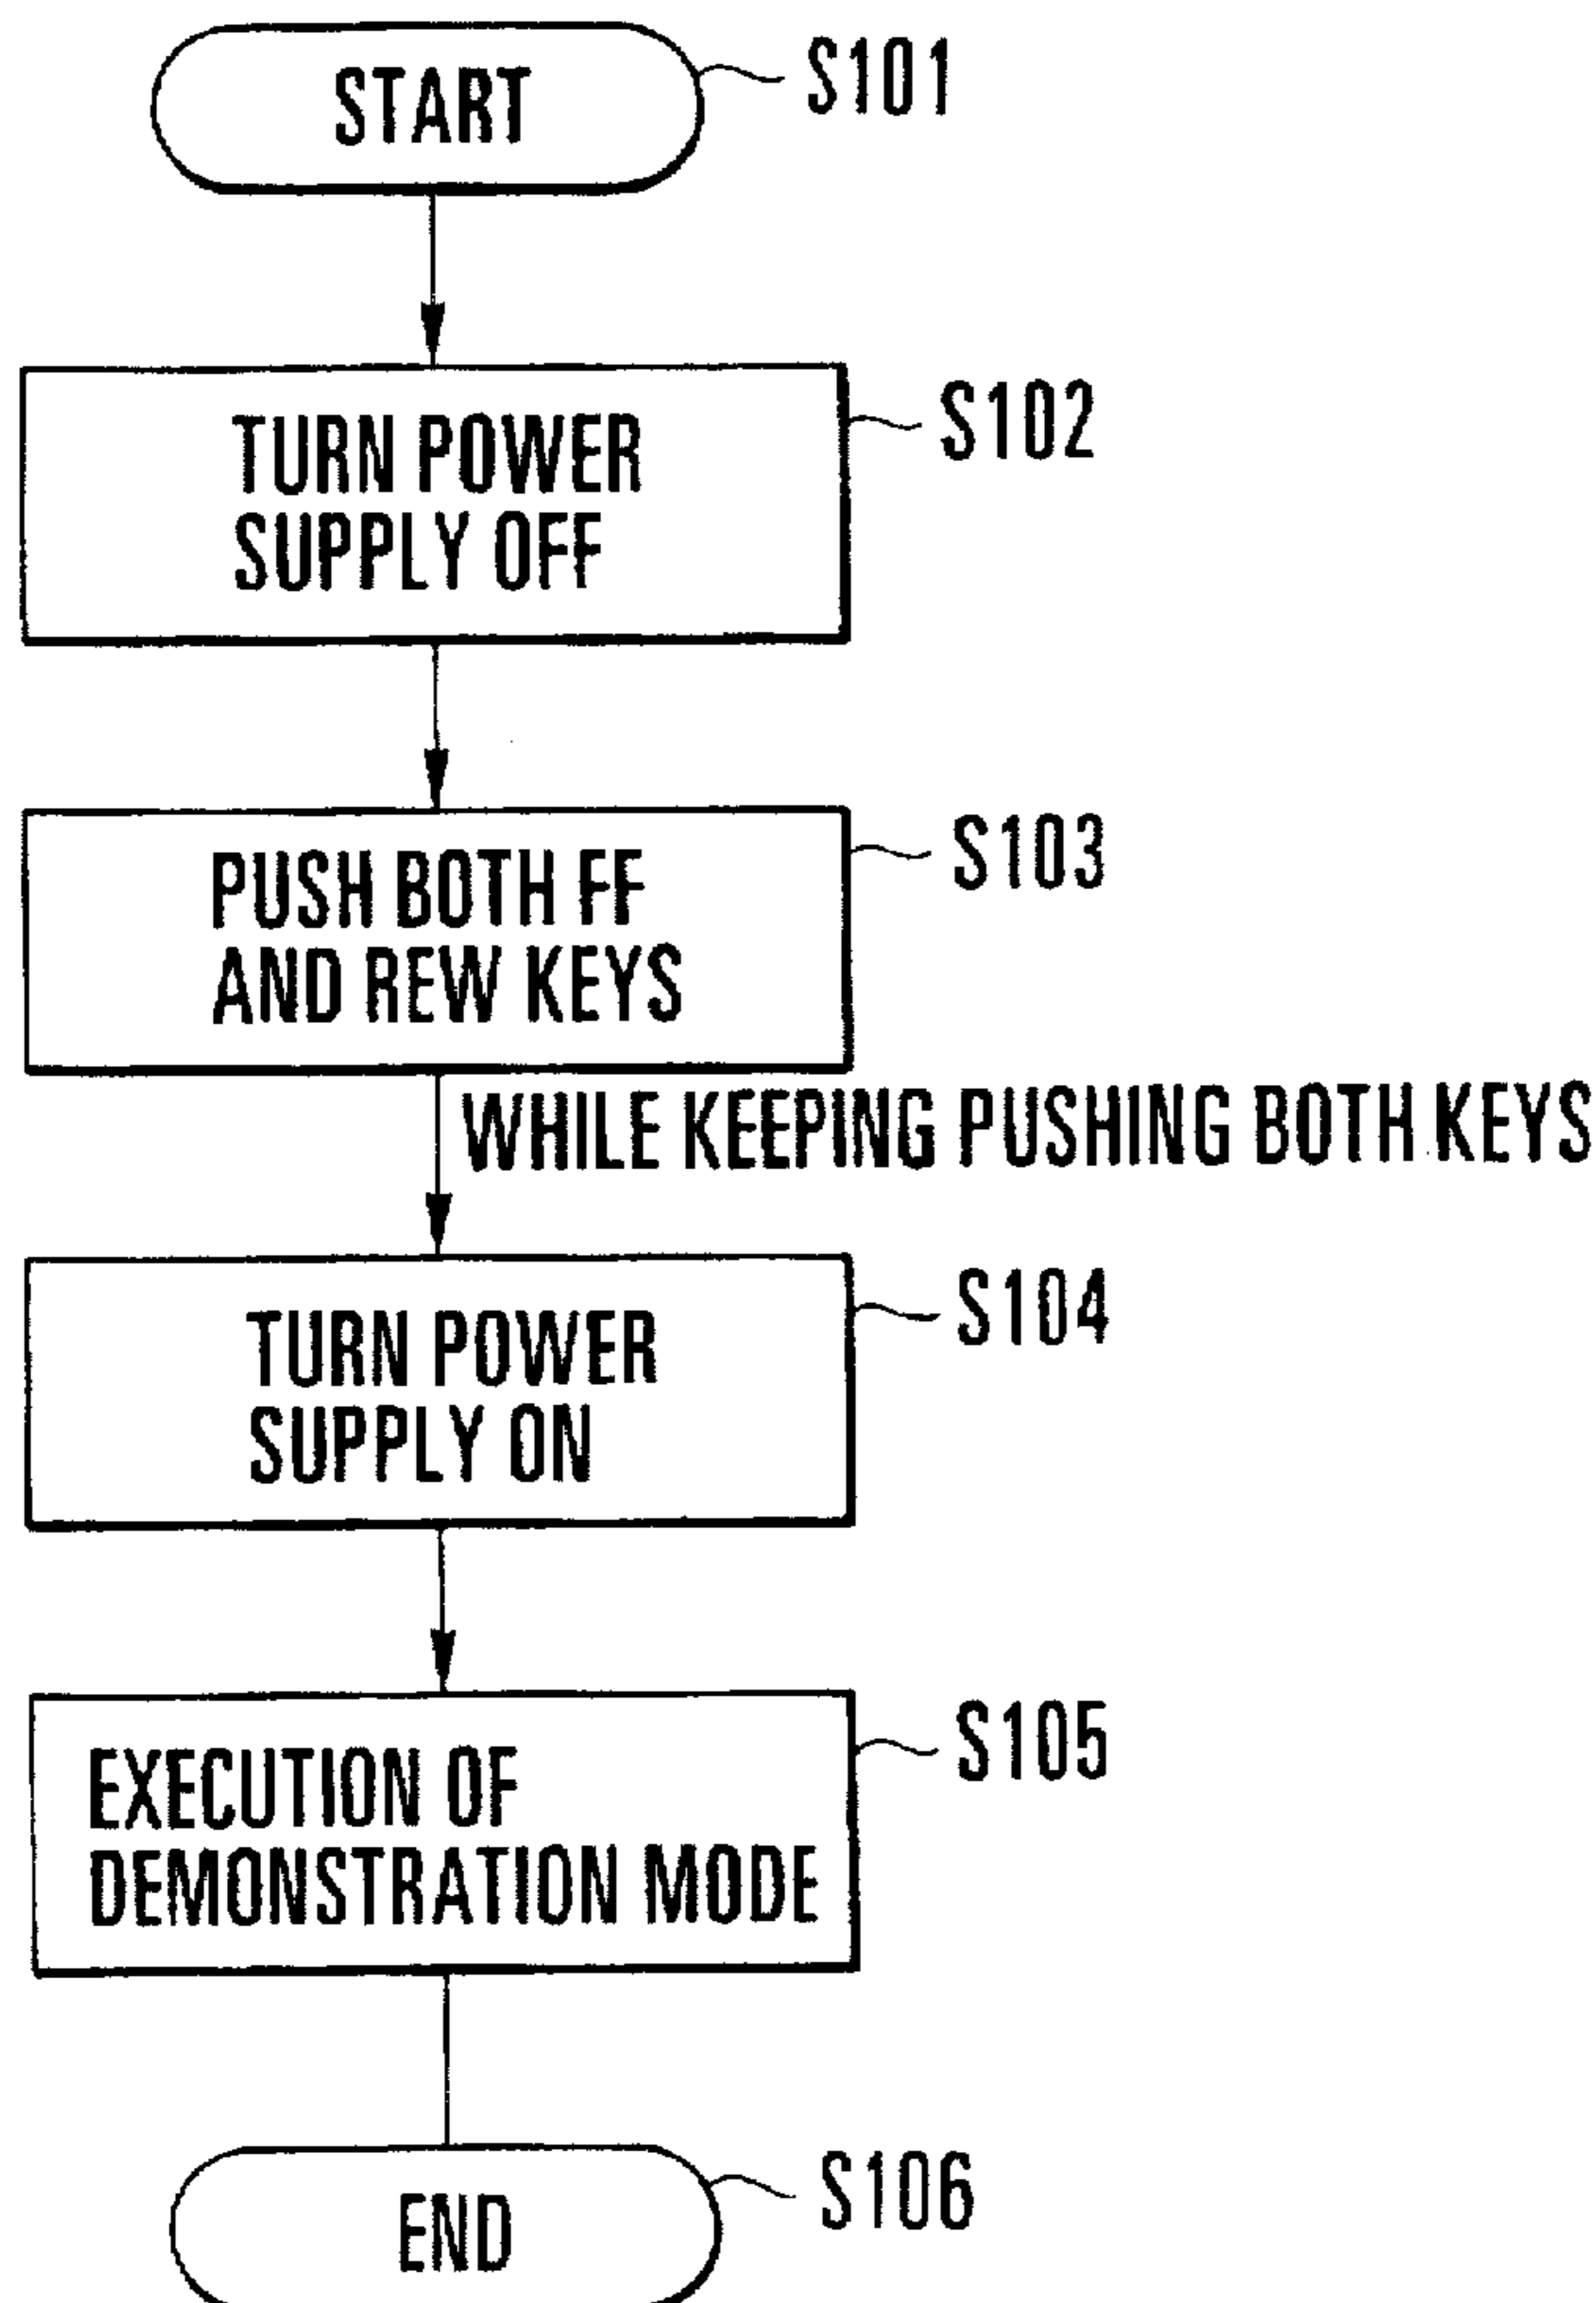 START
S101
TURN POWER
SUPPLY OFF
S102
PUSH BOTH FF
AND REW KEYS
S103
WHILE KEEPING PUSHING BOTH KEYS
TURN POWER
SUPPLY ON
S104
EXECUTION OF
DEMONSTRATION MODE
S105
END
S106